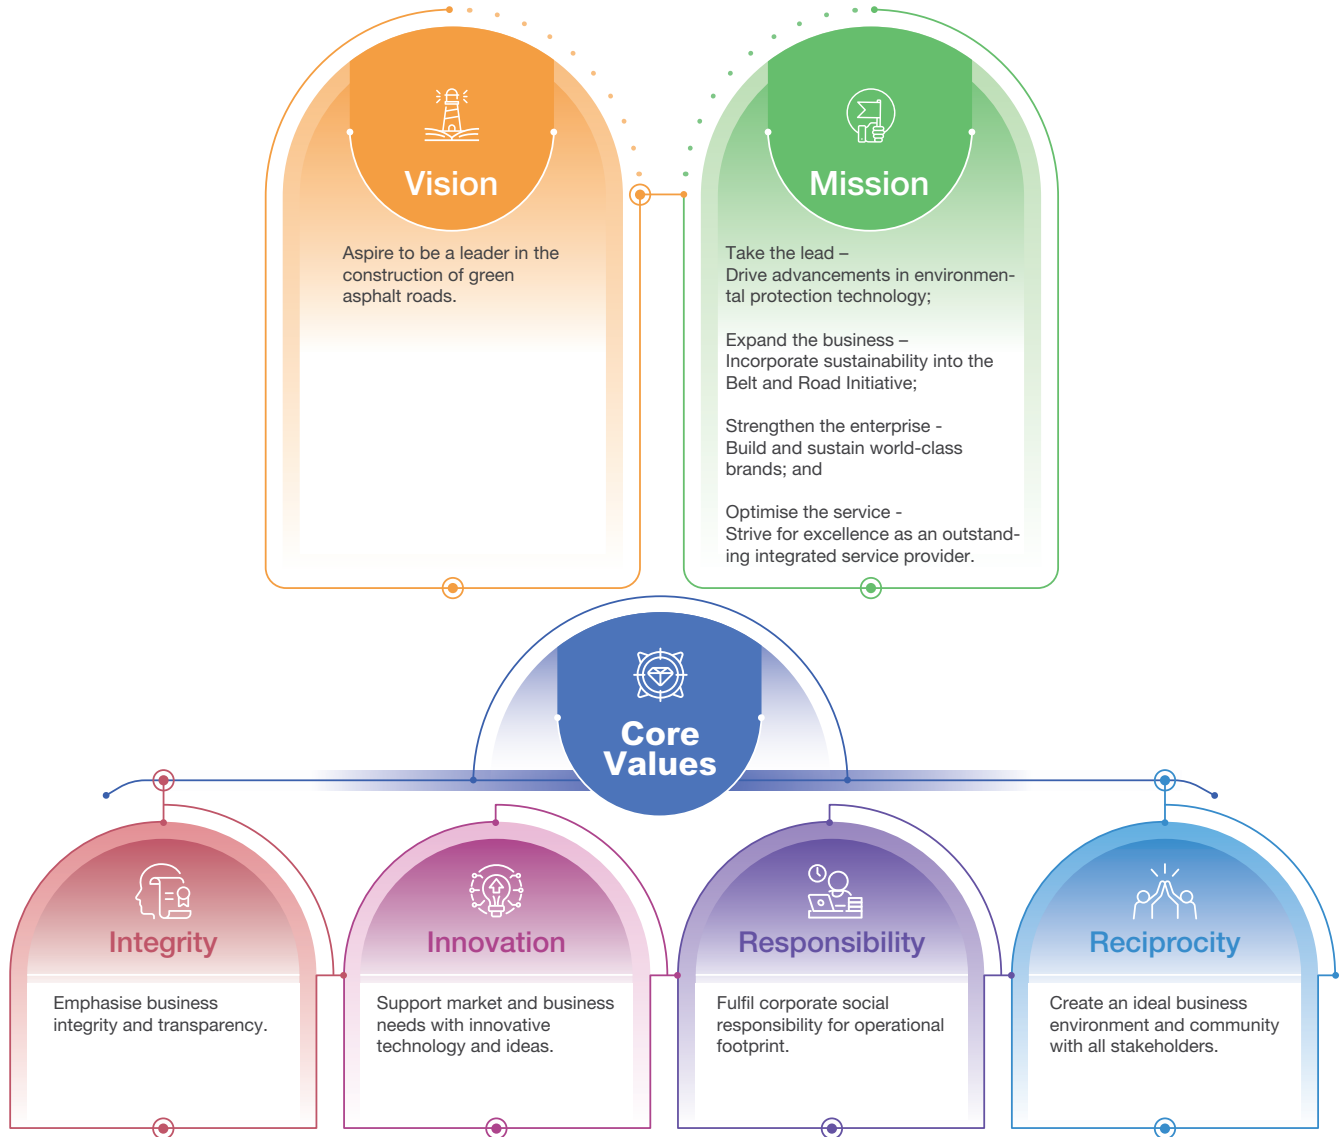 Vision
Aspire to be a leader in the
construction of green
asphalt roads.
Mission
Take the lead –
Drive advancements in environmen-
tal protection technology;
Expand the business –
Incorporate sustainability into the
Belt and Road Initiative;
Strengthen the enterprise -
Build and sustain world-class
brands; and
Optimise the service -
Strive for excellence as an outstand-
ing integrated service provider.
Core
Values
Integrity
Emphasise business
integrity and transparency.
Innovation
Support market and business
needs with innovative
technology and ideas.
Responsibility
Fulfil corporate social
responsibility for operational
footprint.
Reciprocity
Create an ideal business
environment and community
with all stakeholders.